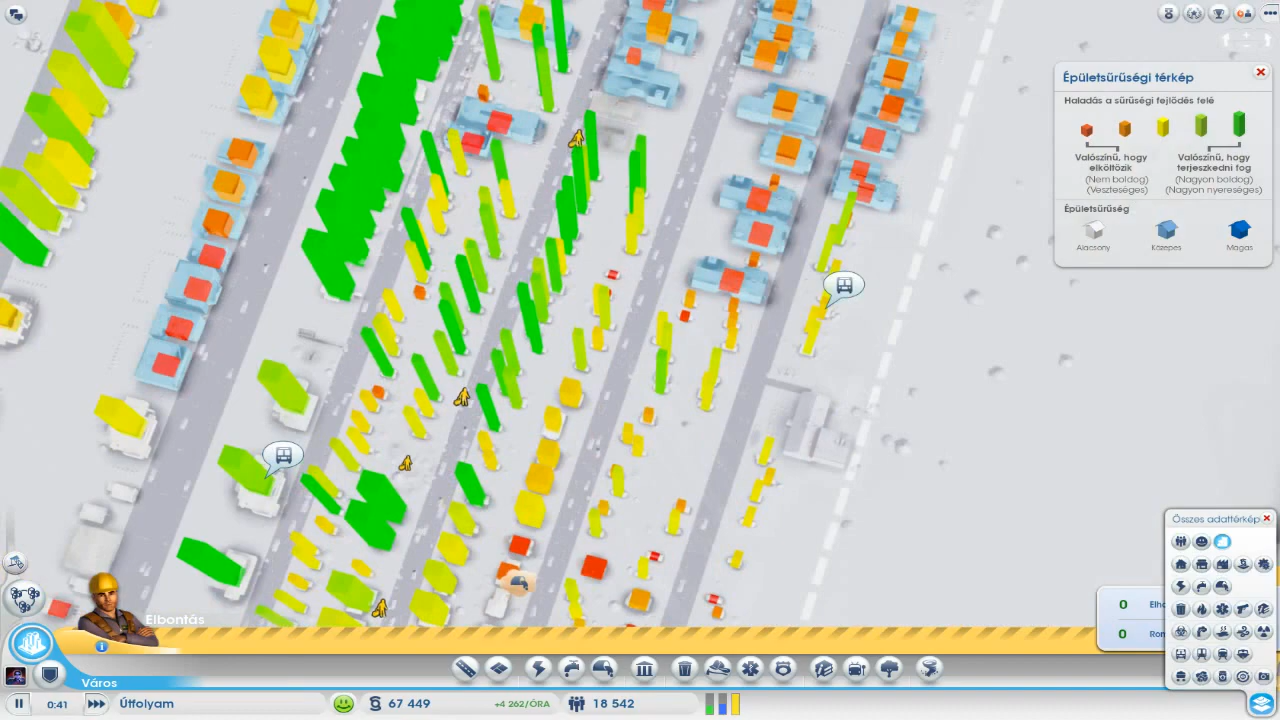 Épületsűrűségi térkép
Haladás a sűrűségi fejlődés felé
Valószínű, hogy elköltözik
(Nem boldog)
(Veszteséges)
Valószínű, hogy terjeszkedni fog
(Nagyon boldog)
(Nagyon nyereséges)
Épületsűrűség
Alacsony
Közepes
Magas
Összes adattérkép
0
0
Elbontás
Város
0:41
Útfolyam
67 449
+4 262/ÓRA
18 542